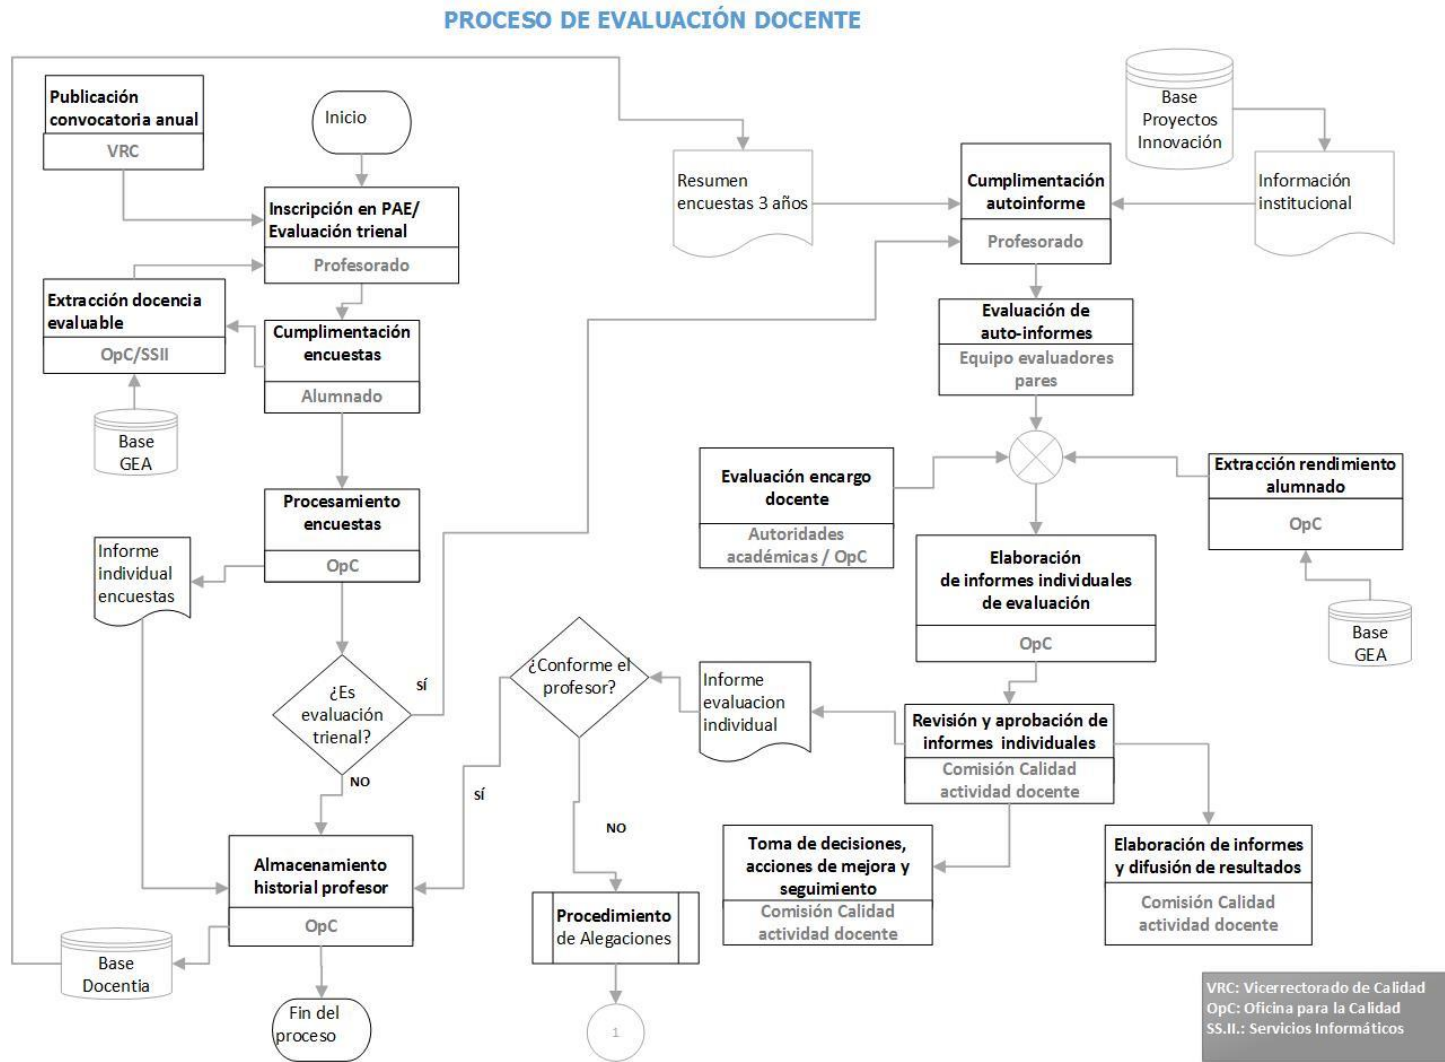 PROCESO DE EVALUACIÓN DOCENTE
Publicación
convocatoria anual
VRC
Inicio
Inscripción en PAE/
Evaluación trienal
Profesorado
Extracción docencia
evaluable
OpC/SSII
Base
GEA
Cumplimentación
encuestas
Alumnado
Procesamiento
encuestas
OpC
Informe
individual
encuestas
¿Es
evaluación
trienal?
SÍ
NO
Almacenamiento
historial profesor
OpC
Base
Docentia
Fin del
proceso
Resumen
encuestas 3 años
Cumplimentación
autoinforme
Profesorado
Base
Proyectos
Innovación
Información
institucional
Evaluación de
auto-informes
Equipo evaluadores
pares
Evaluación encargo
docente
Autoridades
académicas / OpC
Extracción rendimiento
alumnado
OpC
Base
GEA
Elaboración
de informes individuales
de evaluación
OpC
Revisión y aprobación de
informes individuales
Comisión Calidad
actividad docente
Informe
evaluacion
individual
¿Conforme el
profesor?
SÍ
NO
Procedimiento
de Alegaciones
1
Toma de decisiones,
acciones de mejora y
seguimiento
Comisión Calidad
actividad docente
Elaboración de informes
y difusión de resultados
Comisión Calidad
actividad docente
VRC: Vicerrectorado de Calidad
OpC: Oficina para la Calidad
SS.II.: Servicios Informáticos